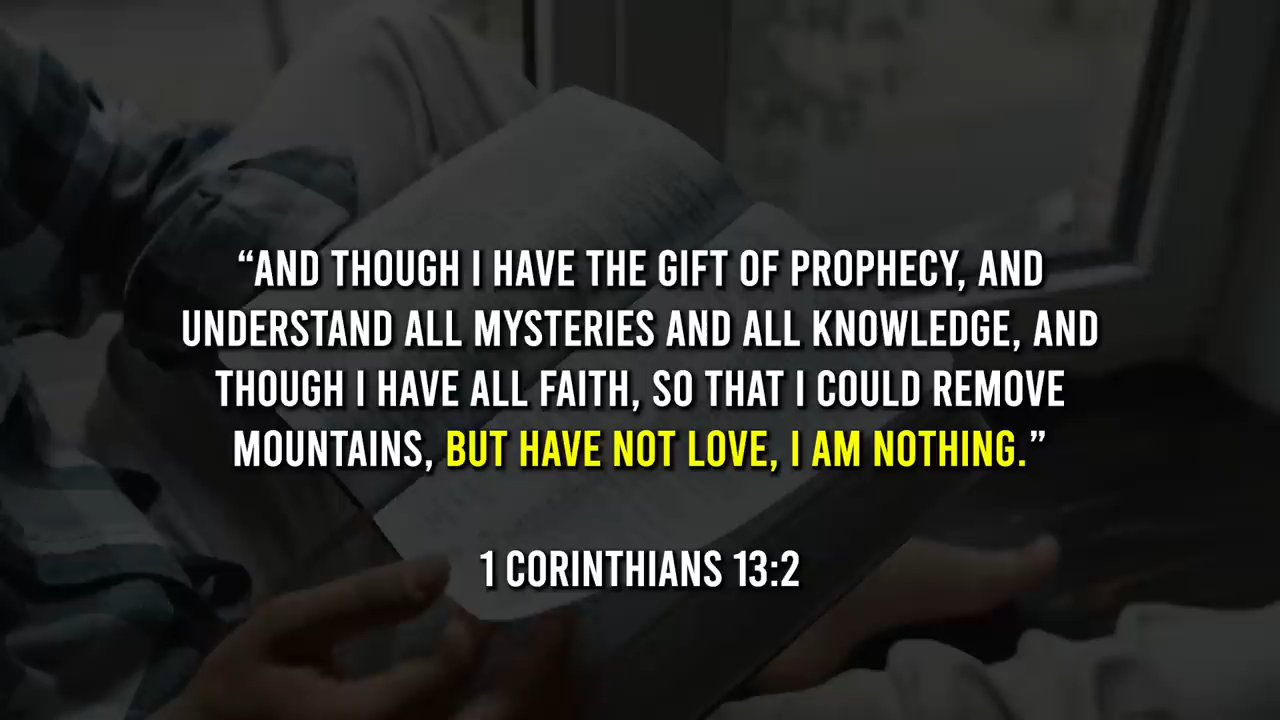 “AND THOUGH I HAVE THE GIFT OF PROPHECY, AND
UNDERSTAND ALL MYSTERIES AND ALL KNOWLEDGE, AND
THOUGH I HAVE ALL FAITH, SO THAT I COULD REMOVE
MOUNTAINS, BUT HAVE NOT LOVE, I AM NOTHING.”
1 CORINTHIANS 13:2